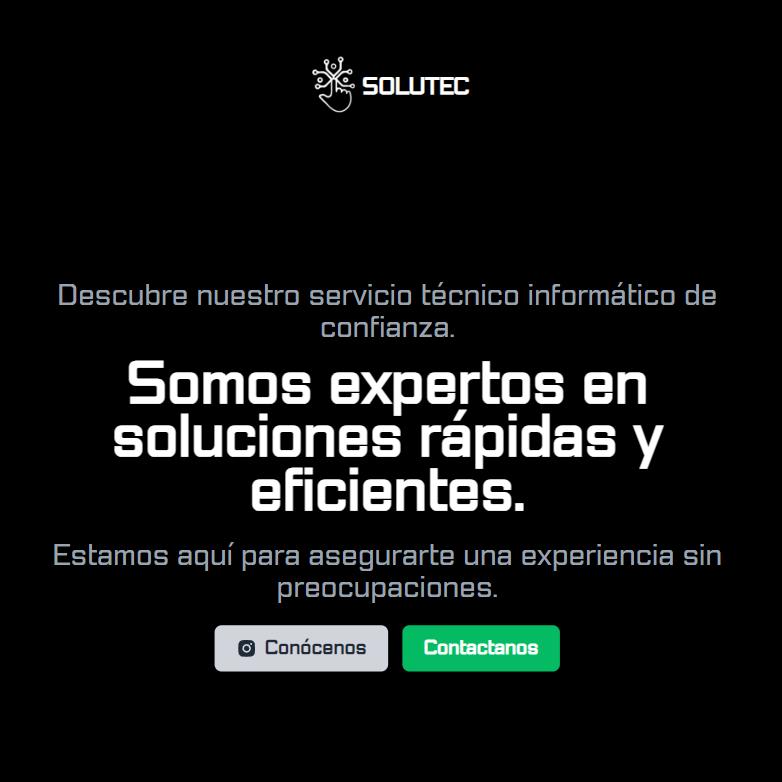 SOLUTEC
Descubre nuestro servicio técnico informático de
confianza.
Somos expertos en
soluciones rápidas y
eficientes.
Estamos aquí para asegurarte una experiencia sin
preocupaciones.
Conócenos
Contactanos